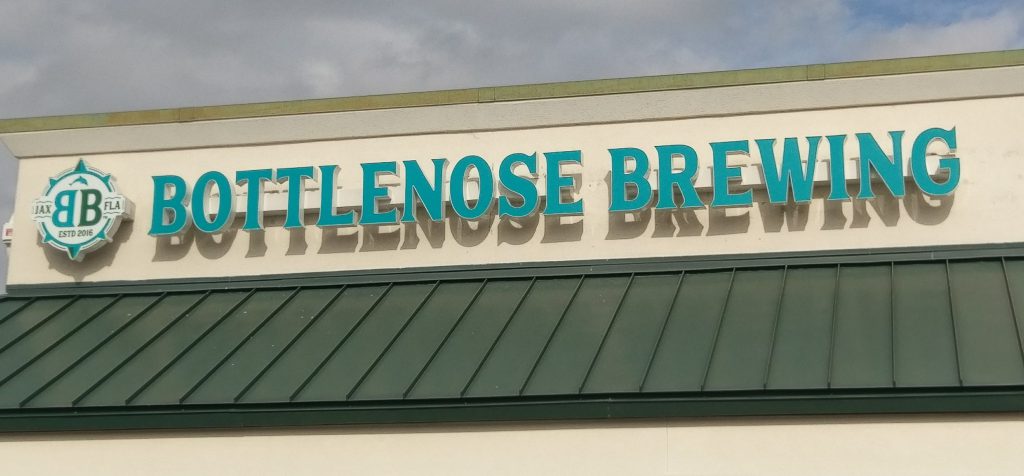 JAX BB FLA
ESTD 2016
BOTTLENOSE BREWING